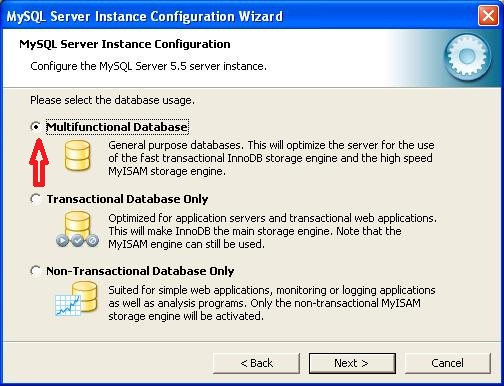 MySQL Server Instance Configuration Wizard
MySQL Server Instance Configuration
Configure the MySQL Server 5.5 server instance.
Please select the database usage.
Multifunctional Database
General purpose databases. This will optimize the server for the use
of the fast transactional InnoDB storage engine and the high speed
MyISAM storage engine.
Transactional Database Only
Optimized for application servers and transactional web applications.
This will make InnoDB the main storage engine. Note that the
MyISAM engine can still be used.
Non-Transactional Database Only
Suited for simple web applications, monitoring or logging applications
as well as analysis programs. Only the non-transactional MyISAM
storage engine will be activated.
< Back
Next >
Cancel